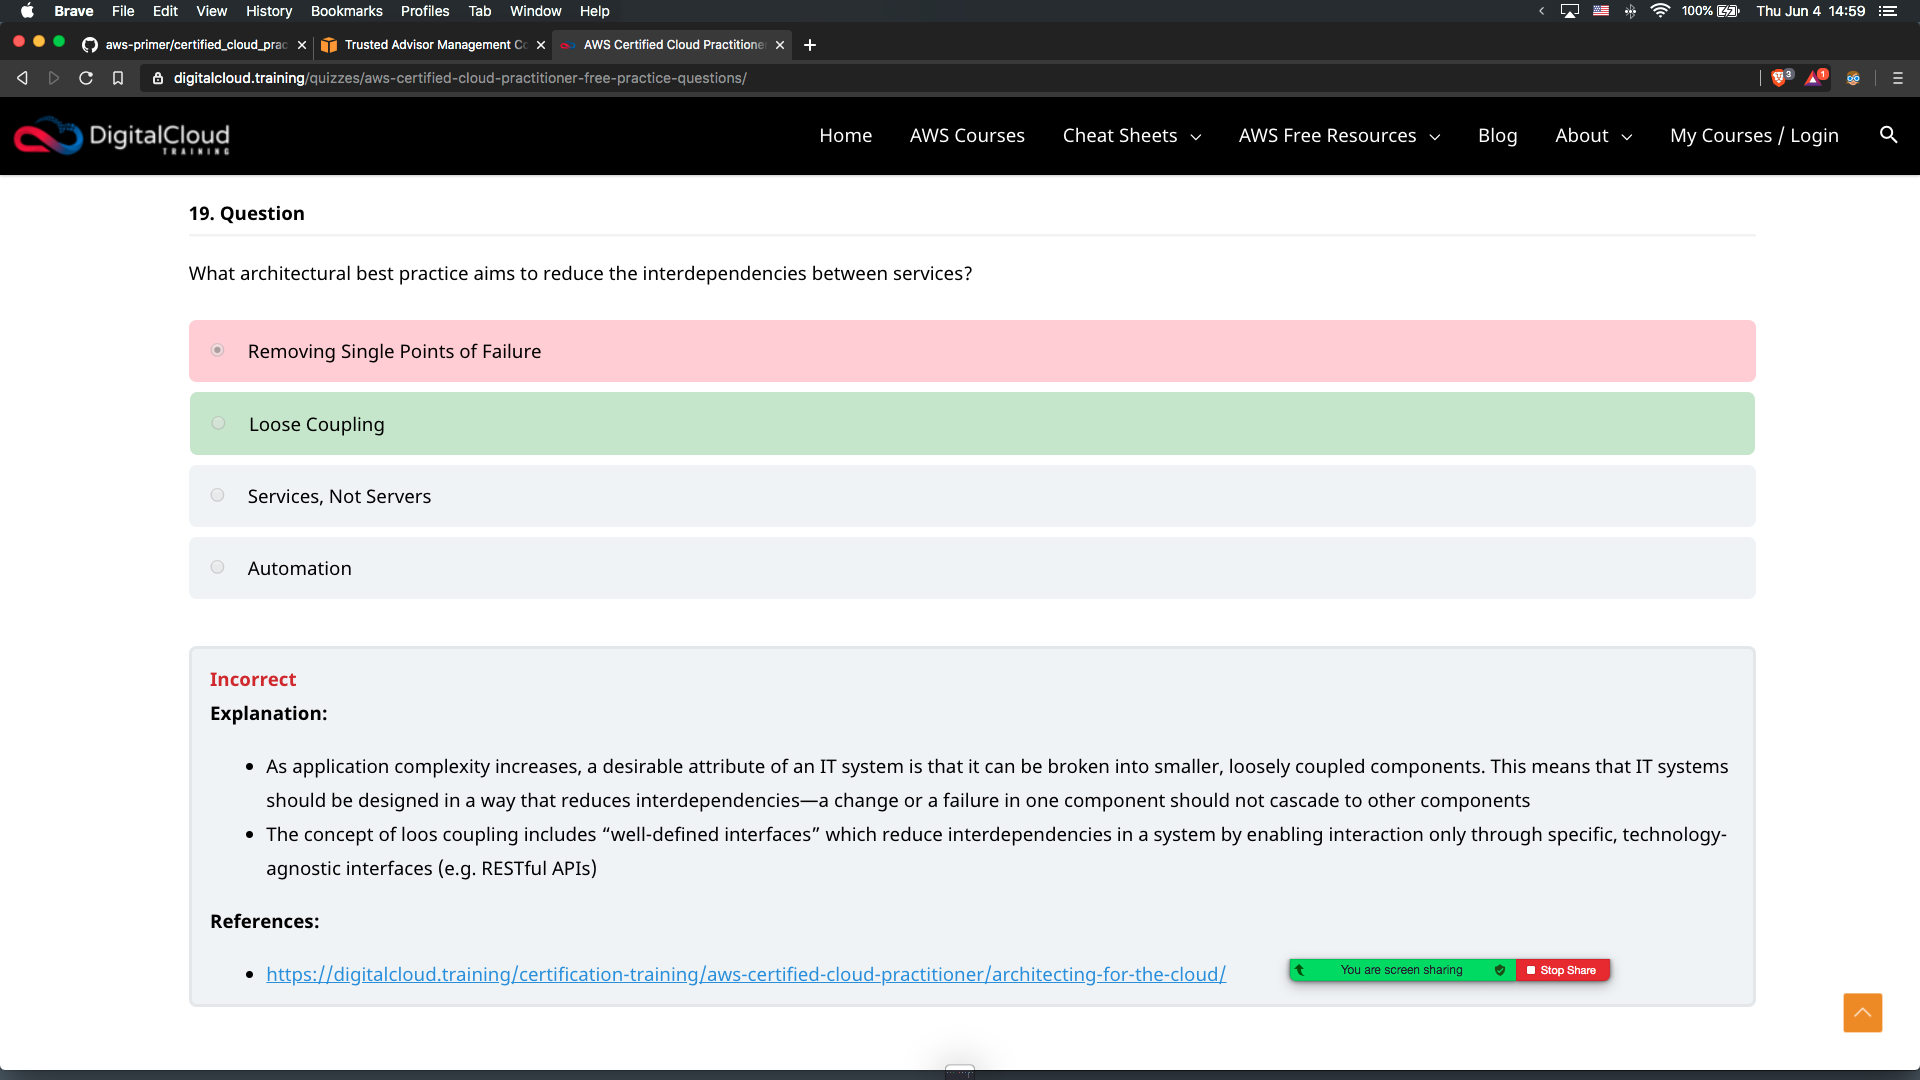 Brave File Edit View History Bookmarks Profiles Tab Window Help 100% Thu Jun 4 14:59
aws-primer/certified_cloud_prac Trusted Advisor Management Co AWS Certified Cloud Practitione
digitalcloud.training/quizzes/aws-certified-cloud-practitioner-free-practice-questions/ 3 1
DigitalCloud
TRAINING
Home AWS Courses Cheat Sheets AWS Free Resources Blog About My Courses / Login
19. Question
What architectural best practice aims to reduce the interdependencies between services?
Removing Single Points of Failure
Loose Coupling
Services, Not Servers
Automation
Incorrect
Explanation:
As application complexity increases, a desirable attribute of an IT system is that it can be broken into smaller, loosely coupled components. This means that IT systems
should be designed in a way that reduces interdependencies—a change or a failure in one component should not cascade to other components
The concept of loos coupling includes “well-defined interfaces” which reduce interdependencies in a system by enabling interaction only through specific, technology-
agnostic interfaces (e.g. RESTful APIs)
References:
https://digitalcloud.training/certification-training/aws-certified-cloud-practitioner/architecting-for-the-cloud/
You are screen sharing Stop Share